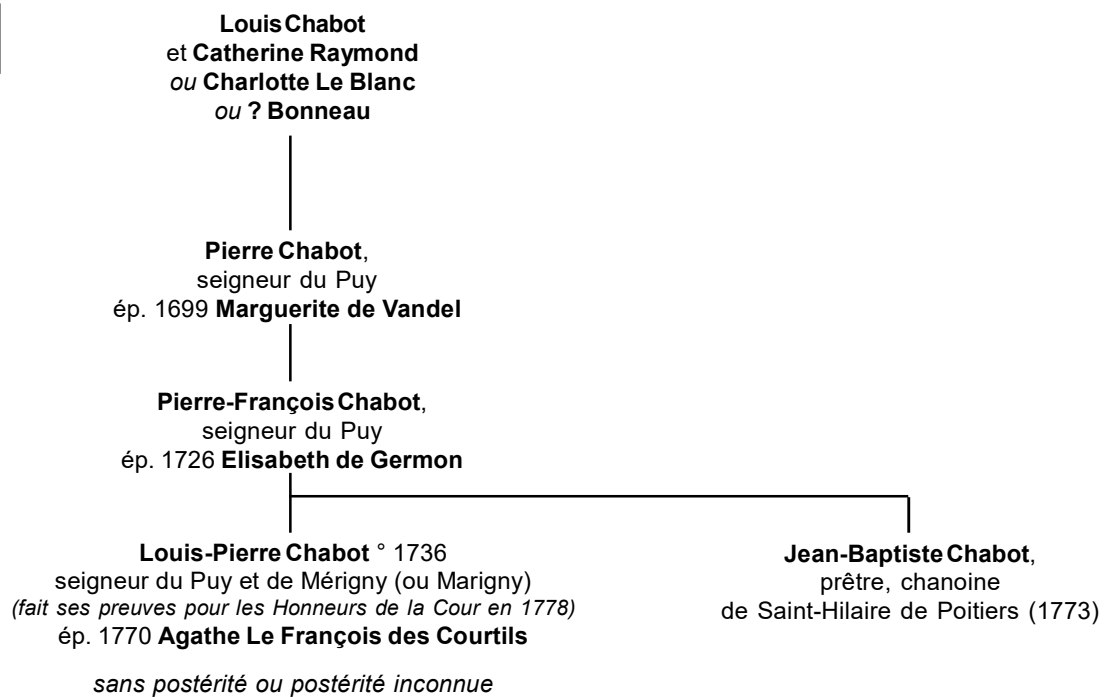 Louis Chabot
et Catherine Raymond
ou Charlotte Le Blanc
ou ? Bonneau
Pierre Chabot,
seigneur du Puy
ép. 1699 Marguerite de Vandel
Pierre-François Chabot,
seigneur du Puy
ép. 1726 Elisabeth de Germon
Louis-Pierre Chabot ° 1736
seigneur du Puy et de Mérigny (ou Marigny)
(fait ses preuves pour les Honneurs de la Cour en 1778)
ép. 1770 Agathe Le François des Courtils
sans postérité ou postérité inconnue
Jean-Baptiste Chabot,
prêtre, chanoine
de Saint-Hilaire de Poitiers (1773)